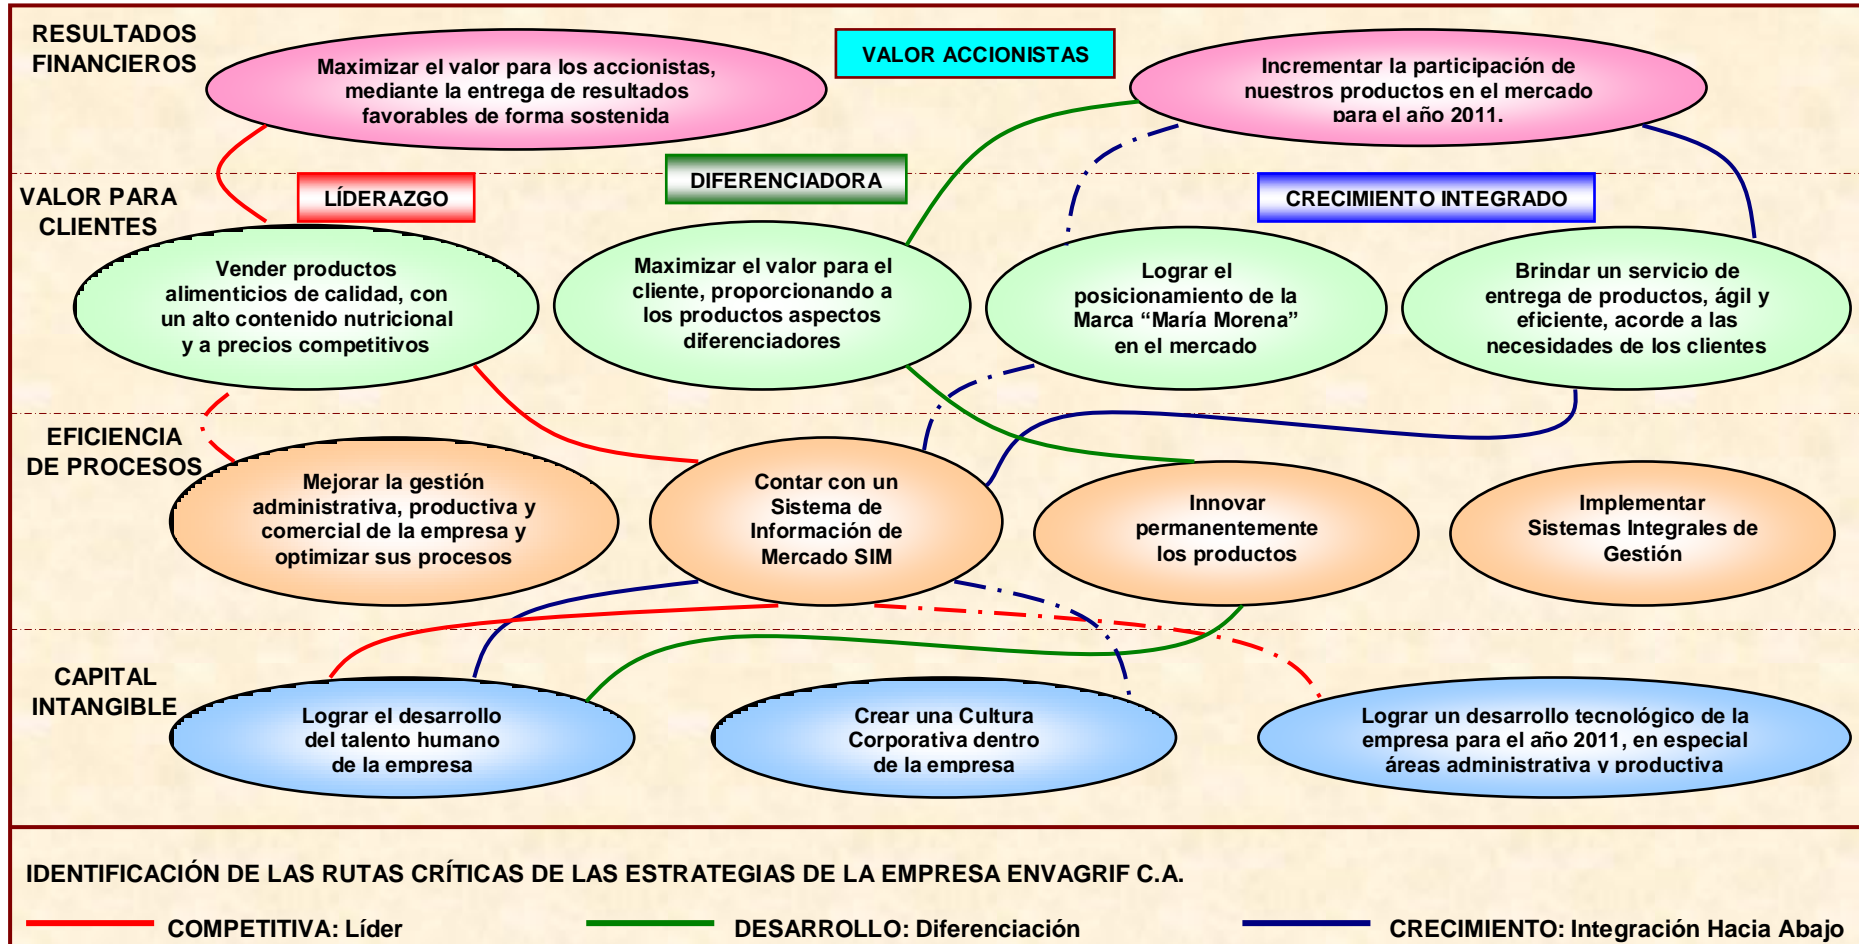 RESULTADOS
FINANCIEROS
Maximizar el valor para los accionistas,
mediante la entrega de resultados
favorables de forma sostenida
VALOR ACCIONISTAS
Incrementar la participación de
nuestros productos en el mercado
para el año 2011.
VALOR PARA
CLIENTES
LÍDERAZGO
DIFERENCIADORA
CRECIMIENTO INTEGRADO
Vender productos
alimenticios de calidad, con
un alto contenido nutricional
y a precios competitivos
Maximizar el valor para el
cliente, proporcionando a
los productos aspectos
diferenciadores
Lograr el
posicionamiento de la
Marca “María Morena”
en el mercado
Brindar un servicio de
entrega de productos, ágil y
eficiente, acorde a las
necesidades de los clientes
EFICIENCIA
DE PROCESOS
Mejorar la gestión
administrativa, productiva y
comercial de la empresa y
optimizar sus procesos
Contar con un
Sistema de
Información de
Mercado SIM
Innovar
permanentemente
los productos
Implementar
Sistemas Integrales de
Gestión
CAPITAL
INTANGIBLE
Lograr el desarrollo
del talento humano
de la empresa
Crear una Cultura
Corporativa dentro
de la empresa
Lograr un desarrollo tecnológico de la
empresa para el año 2011, en especial
áreas administrativa y productiva
IDENTIFICACIÓN DE LAS RUTAS CRÍTICAS DE LAS ESTRATEGIAS DE LA EMPRESA ENVAGRIF C.A.
COMPETITIVA: Líder
DESARROLLO: Diferenciación
CRECIMIENTO: Integración Hacia Abajo